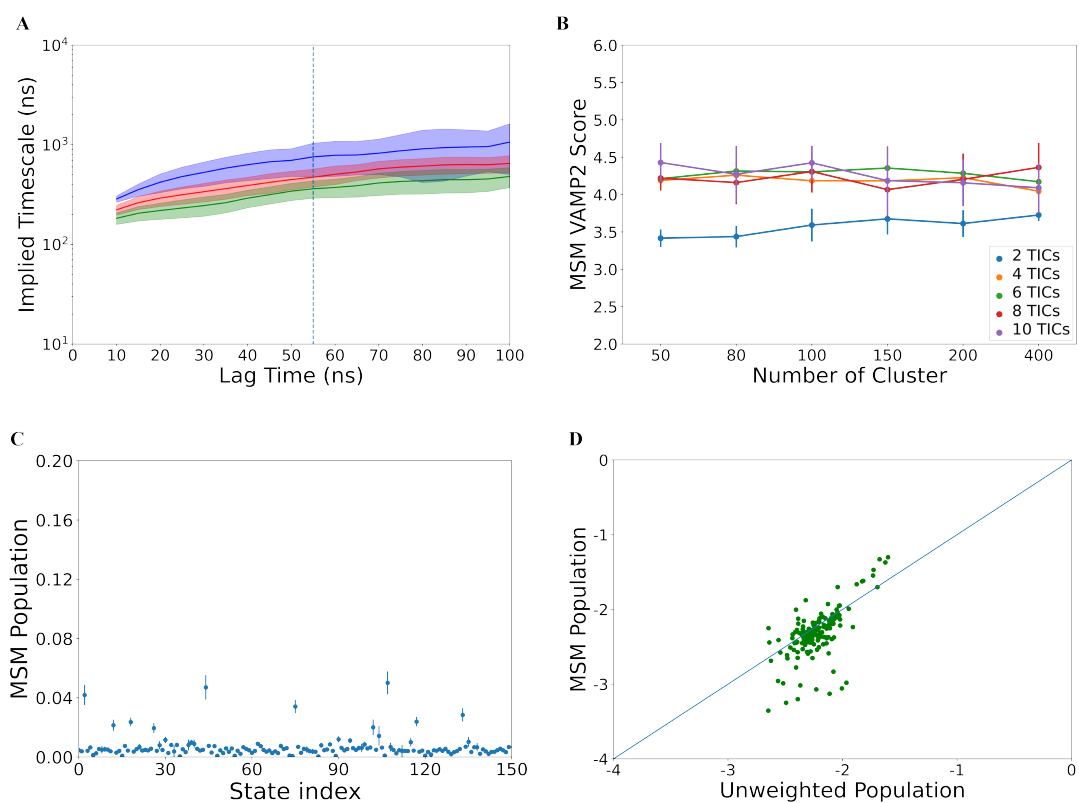 A
Implied Timescale (ns)
10^4
10^3
10^2
10^1
0 10 20 30 40 50 60 70 80 90 100
Lag Time (ns)
B
MSM VAMP2 Score
6.0
5.5
5.0
4.5
4.0
3.5
3.0
2.5
2.0
2 TICs
4 TICs
6 TICs
8 TICs
10 TICs
50 80 100 150 200 400
Number of Cluster
C
MSM Population
0.20
0.16
0.12
0.08
0.04
0.00
0 30 60 90 120 150
State index
D
MSM Population
0
-1
-2
-3
-4
-4 -3 -2 -1 0
Unweighted Population